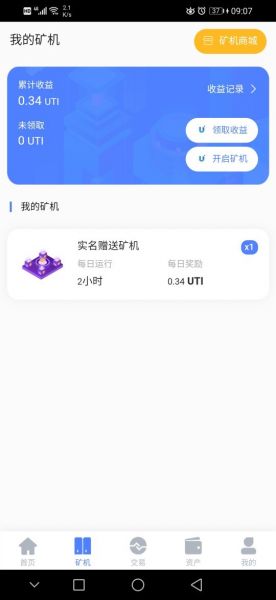 HD 4G 2.1 K/s 37 09:07
我的矿机
矿机商城
累计收益
0.34 UTI
收益记录
未领取
0 UTI
领取收益
开启矿机
我的矿机
实名赠送矿机
x1
每日运行
每日奖励
2小时
0.34 UTI
首页
矿机
交易
资产
我的